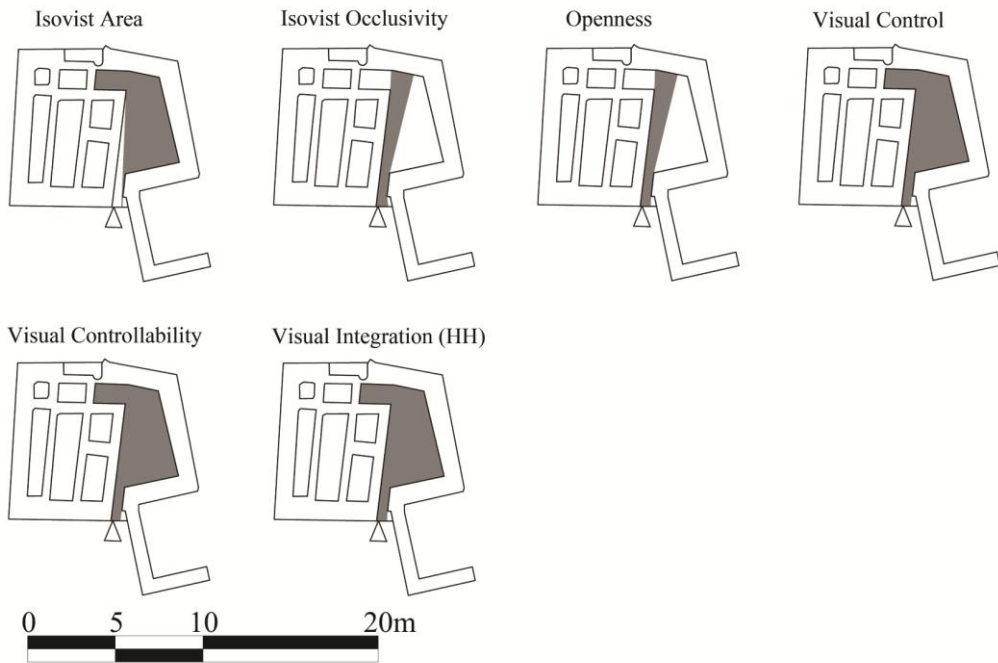 Isovist Area
Isovist Occlusivity
Openness
Visual Control
Visual Controllability
Visual Integration (HH)
0 5 10 20m